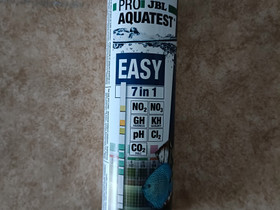 PRO JBL
AQUATEST
EASY
7 in 1
NO₂ NO₃
GH KH
pH Cl₂
CO₂